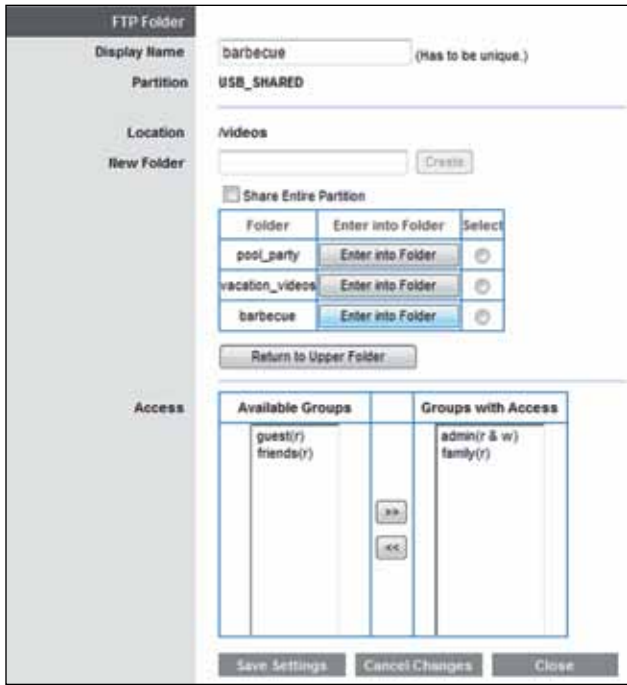 FTP Folder
Display Name barbecue (Has to be unique.)
Partition USB_SHARED
Location /videos
New Folder Create
Share Entire Partition
Folder Enter into Folder Select
pool_party Enter into Folder
vacation_videos Enter into Folder
barbecue Enter into Folder
Return to Upper Folder
Access Available Groups Groups with Access
guest(r) admin(r & w)
friends(r) family(r)
>>
<<
Save Settings Cancel Changes Close